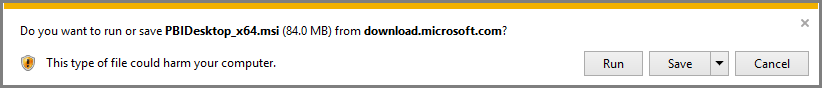 Do you want to run or save PBIDesktop_x64.msi (84.0 MB) from download.microsoft.com?
This type of file could harm your computer.
Run Save Cancel